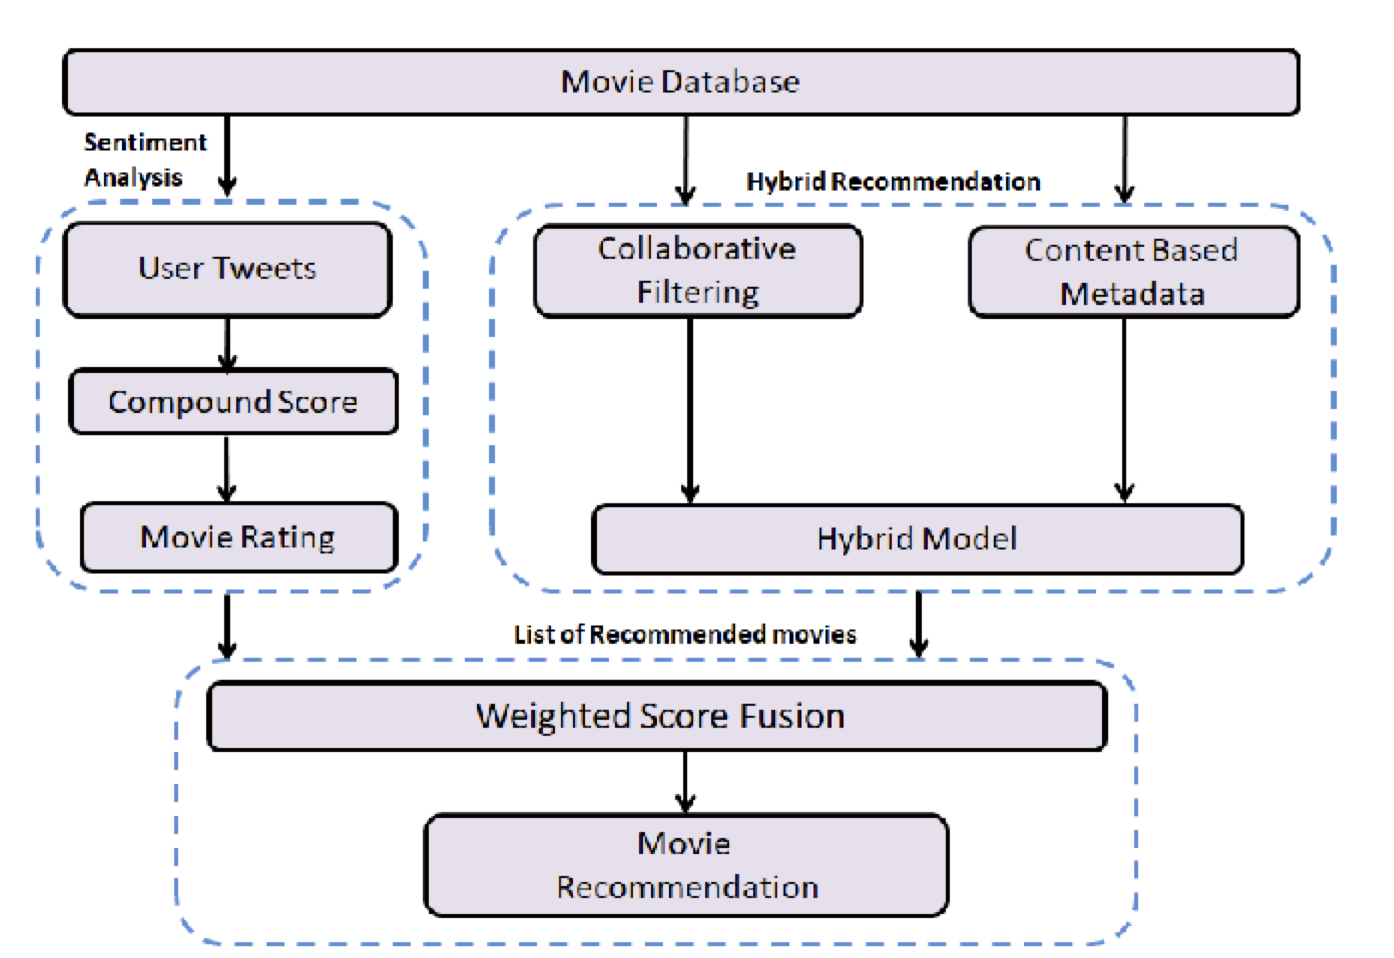 Movie Database
Sentiment
Analysis
Hybrid Recommendation
User Tweets
Collaborative
Filtering
Content Based
Metadata
Compound Score
Movie Rating
Hybrid Model
List of Recommended movies
Weighted Score Fusion
Movie
Recommendation